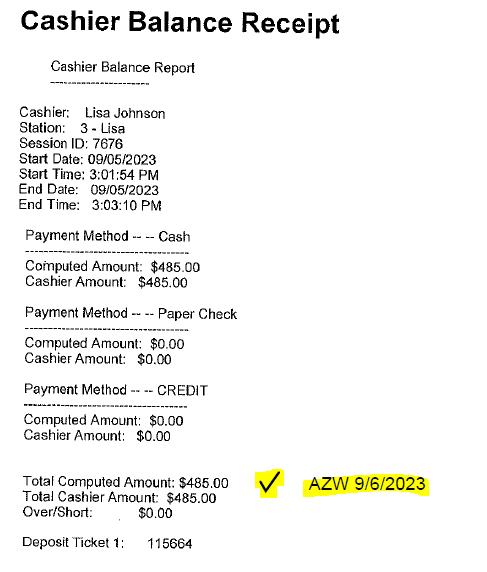 Cashier Balance Receipt
Cashier Balance Report
-----------------------
Cashier: Lisa Johnson
Station: 3 - Lisa
Session ID: 7676
Start Date: 09/05/2023
Start Time: 3:01:54 PM
End Date: 09/05/2023
End Time: 3:03:10 PM
Payment Method -- -- Cash
--------------------------------------
Computed Amount: $485.00
Cashier Amount: $485.00
Payment Method -- -- Paper Check
--------------------------------------
Computed Amount: $0.00
Cashier Amount: $0.00
Payment Method -- -- CREDIT
--------------------------------------
Computed Amount: $0.00
Cashier Amount: $0.00
Total Computed Amount: $485.00 ✓ AZW 9/6/2023
Total Cashier Amount: $485.00
Over/Short: $0.00
Deposit Ticket 1: 115664